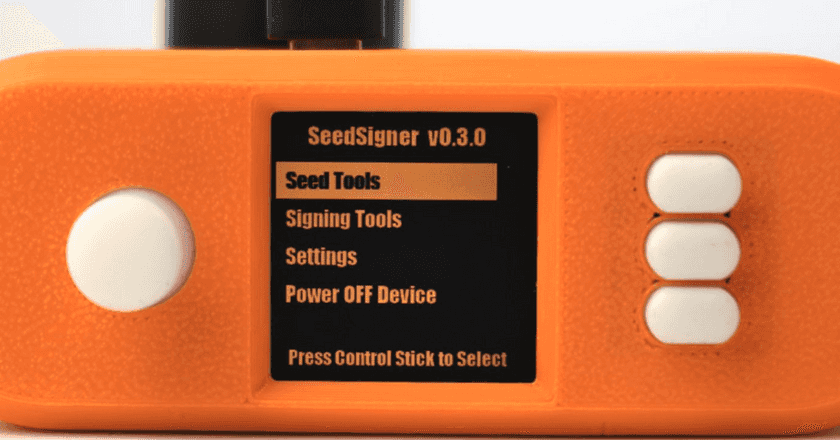 SeedSigner v0.3.0
Seed Tools
Signing Tools
Settings
Power OFF Device
Press Control Stick to Select